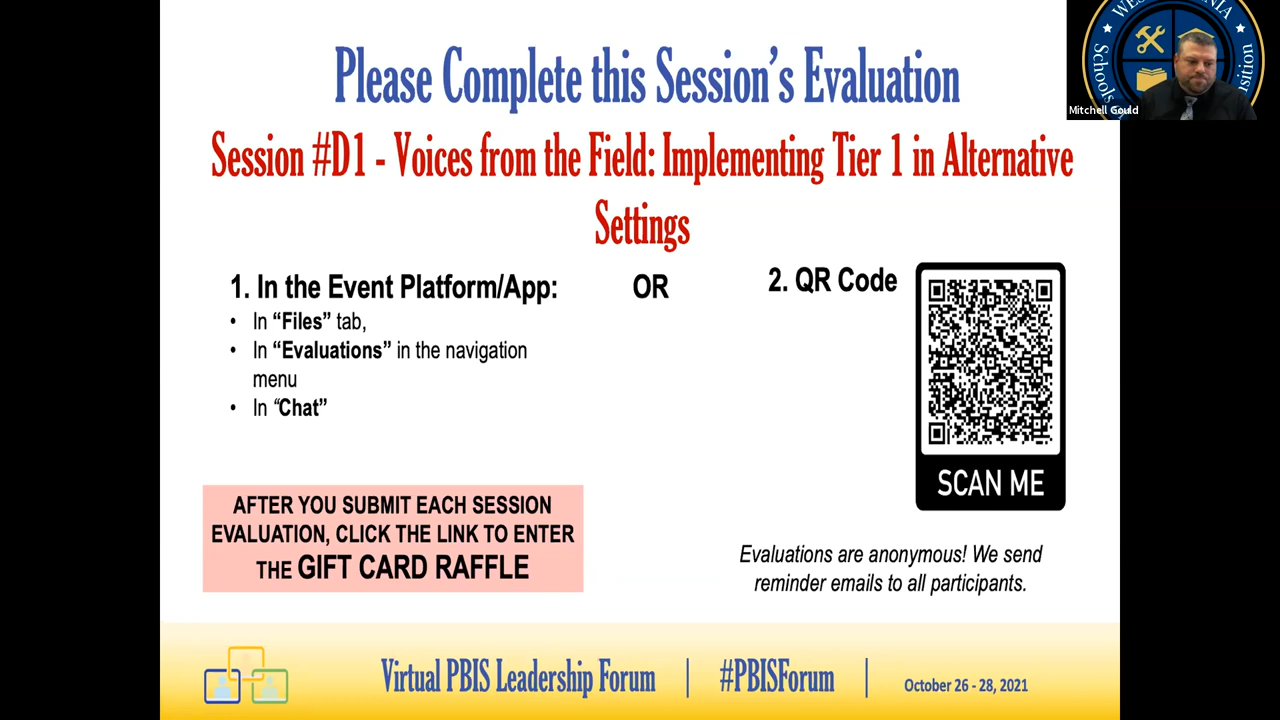 Please Complete this Session's Evaluation
Session #D1 - Voices from the Field: Implementing Tier 1 in Alternative
Settings
1. In the Event Platform/App:
• In “Files” tab,
• In “Evaluations” in the navigation
menu
• In “Chat”
OR
2. QR Code
SCAN ME
AFTER YOU SUBMIT EACH SESSION
EVALUATION, CLICK THE LINK TO ENTER
THE GIFT CARD RAFFLE
Evaluations are anonymous! We send
reminder emails to all participants.
Virtual PBIS Leadership Forum | #PBISForum |
October 26 - 28, 2021
Schools
Mitchell Gould